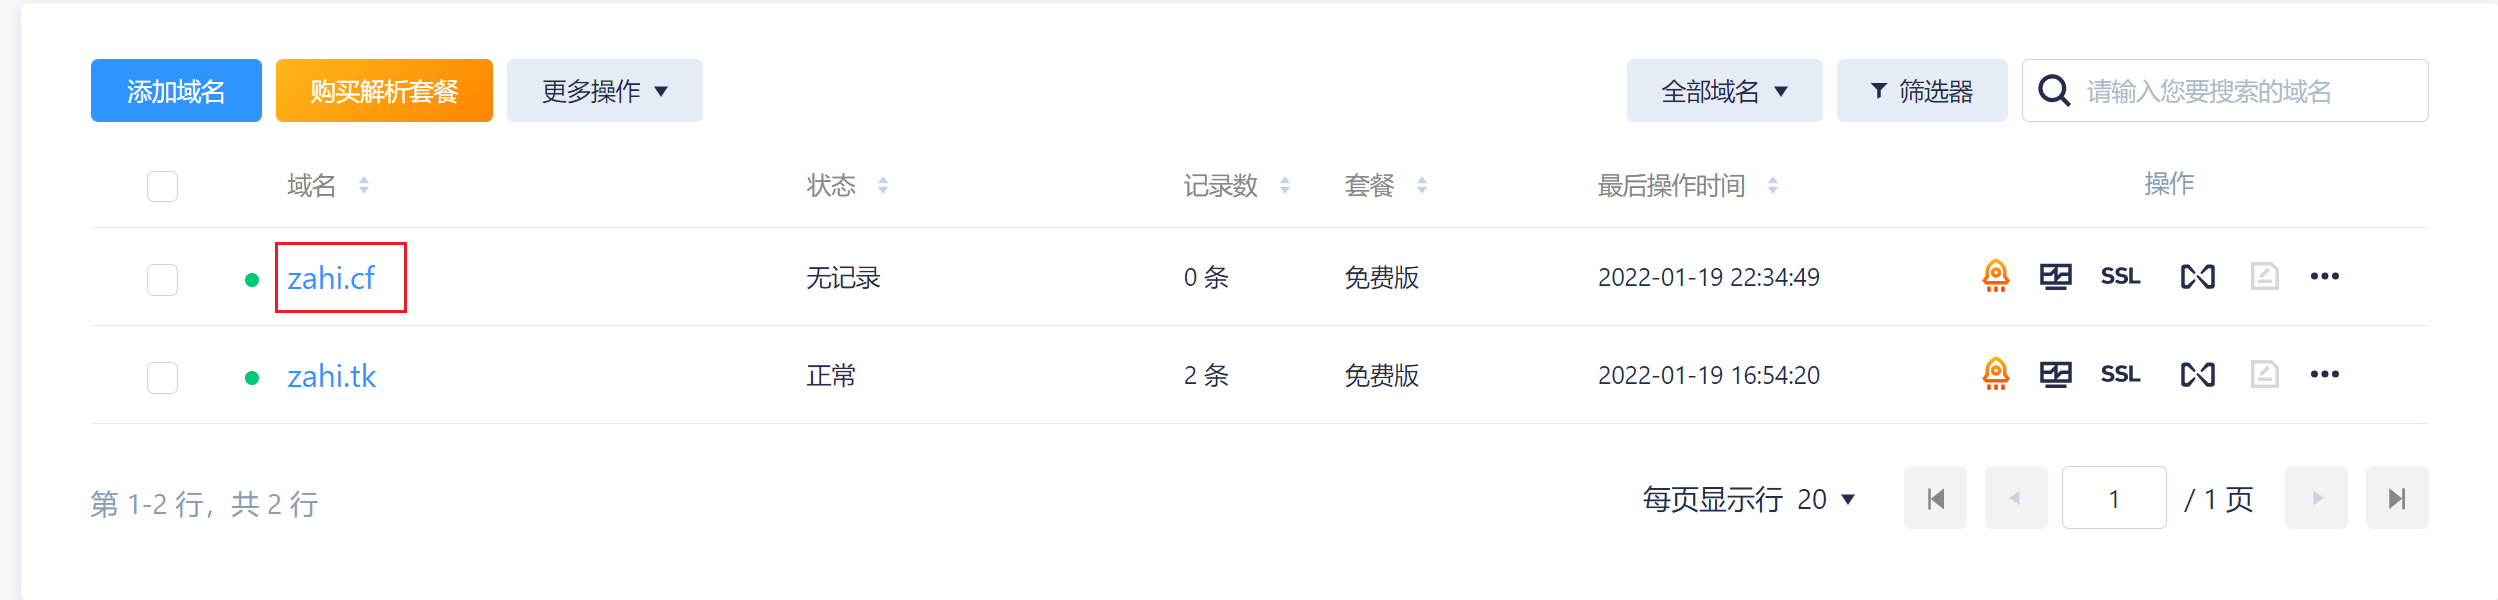 添加域名 购买解析套餐 更多操作 全部域名 筛选器 请输入您要搜索的域名
域名 状态 记录数 套餐 最后操作时间 操作
zahi.cf 无记录 0 条 免费版 2022-01-19 22:34:49 SSL
zahi.tk 正常 2 条 免费版 2022-01-19 16:54:20 SSL
第 1-2 行，共 2 行 每页显示行 20 1 / 1 页